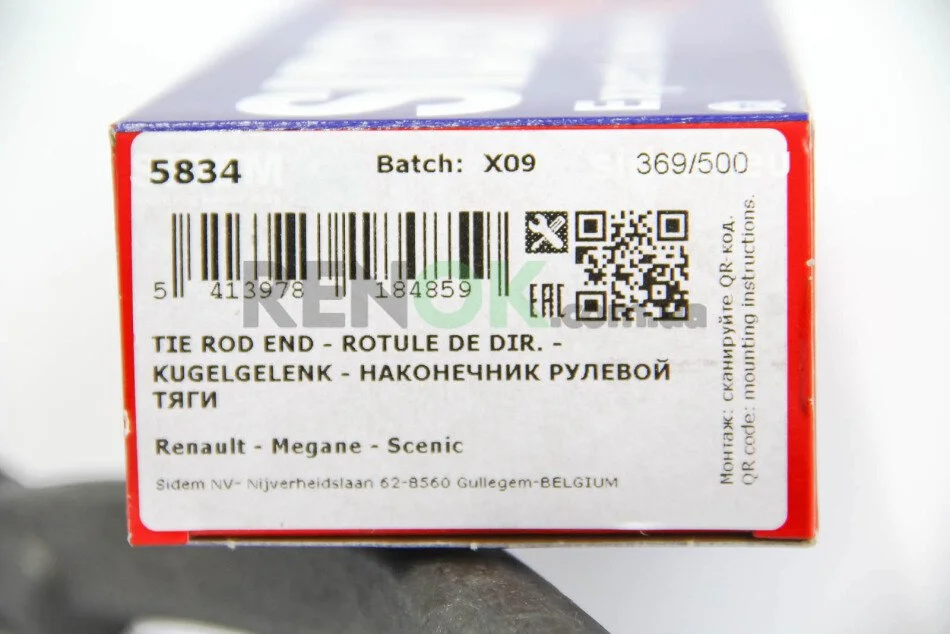 SIDEM
5834
Batch: X09
369/500
5 413978 184859
EAC
RENOK.com.ua
TIE ROD END - ROTULE DE DIR. -
KUGELGELENK - НАКОНЕЧНИК РУЛЕВОЙ
ТЯГИ
Renault - Megane - Scenic
Sidem NV- Nijverheidslaan 62-8560 Gullegem-BELGIUM
Монтаж: сканируйте QR-код.
QR code: mounting instructions.